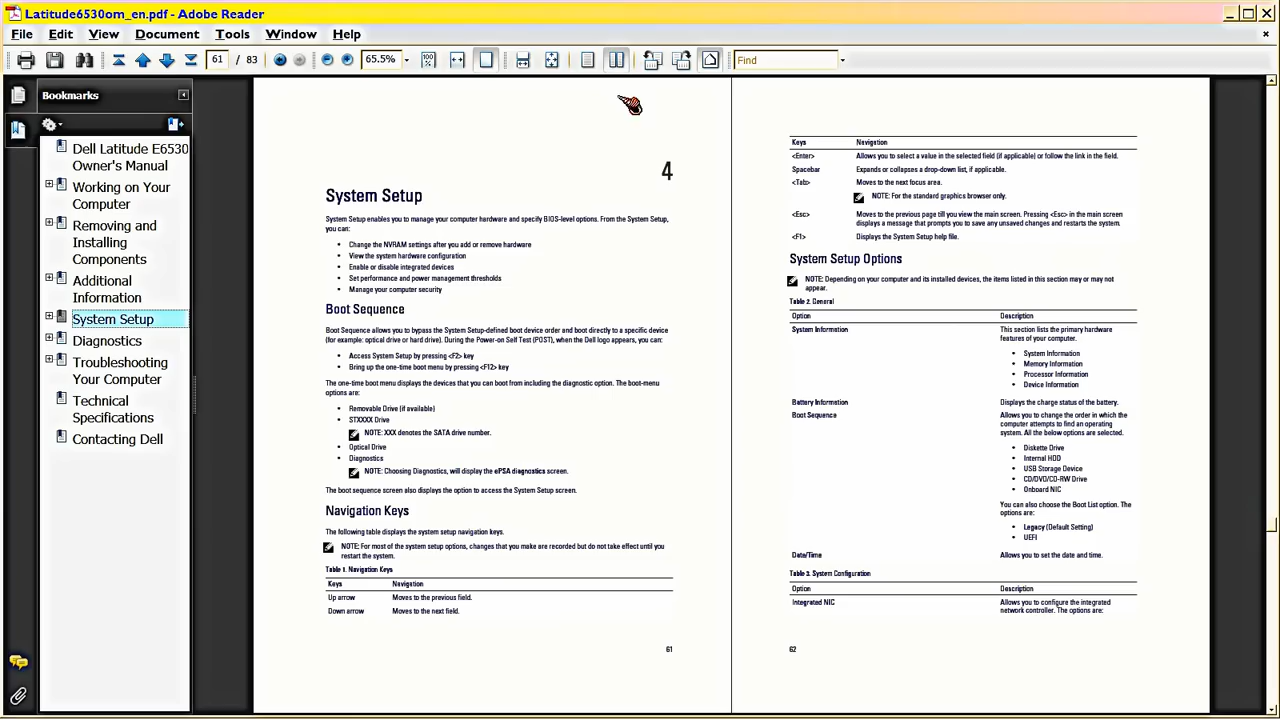 Latitude6530om_en.pdf - Adobe Reader
File Edit View Document Tools Window Help
61 / 83 100% 65.5% Find
Bookmarks
Dell Latitude E6530
Owner's Manual
Working on Your
Computer
Removing and
Installing
Components
Additional
Information
System Setup
Diagnostics
Troubleshooting
Your Computer
Technical
Specifications
Contacting Dell
4
System Setup
System Setup enables you to manage your computer hardware and specify BIOS-level options. From the System Setup,
you can:
• Change the NVRAM settings after you add or remove hardware
• View the system hardware configuration
• Enable or disable integrated devices
• Set performance and power management thresholds
• Manage your computer security
Boot Sequence
Boot Sequence allows you to bypass the System Setup-defined boot device order and boot directly to a specific device
(for example: optical drive or hard drive). During the Power-on Self Test (POST), when the Dell logo appears, you can:
• Access System Setup by pressing <F2> key
• Bring up the one-time boot menu by pressing <F12> key
The one-time boot menu displays the devices that you can boot from including the diagnostic option. The boot-menu
options are:
• Removable Drive (if available)
• STXXXX Drive
NOTE: XXX denotes the SATA drive number.
• Optical Drive
• Diagnostics
NOTE: Choosing Diagnostics, will display the ePSA diagnostics screen.
The boot sequence screen also displays the option to access the System Setup screen.
Navigation Keys
The following table displays the system setup navigation keys.
NOTE: For most of the system setup options, changes that you make are recorded but do not take effect until you
restart the system.
Table 1. Navigation Keys
Keys Navigation
Up arrow Moves to the previous field.
Down arrow Moves to the next field.
61
Keys Navigation
<Enter> Allows you to select a value in the selected field (if applicable) or follow the link in the field.
Spacebar Expands or collapses a drop-down list, if applicable.
<Tab> Moves to the next focus area.
NOTE: For the standard graphics browser only.
<Esc> Moves to the previous page till you view the main screen. Pressing <Esc> in the main screen
displays a message that prompts you to save any unsaved changes and restarts the system.
<F1> Displays the System Setup help file.
System Setup Options
NOTE: Depending on your computer and its installed devices, the items listed in this section may or may not
appear.
Table 2. General
Option Description
System Information This section lists the primary hardware
features of your computer.
• System Information
• Memory Information
• Processor Information
• Device Information
Battery Information Displays the charge status of the battery.
Boot Sequence Allows you to change the order in which the
computer attempts to find an operating
system. All the below options are selected.
• Diskette Drive
• Internal HDD
• USB Storage Device
• CD/DVD/CD-RW Drive
• Onboard NIC
You can also choose the Boot List option. The
options are:
• Legacy (Default Setting)
• UEFI
Date/Time Allows you to set the date and time.
Table 3. System Configuration
Option Description
Integrated NIC Allows you to configure the integrated
network controller. The options are:
62